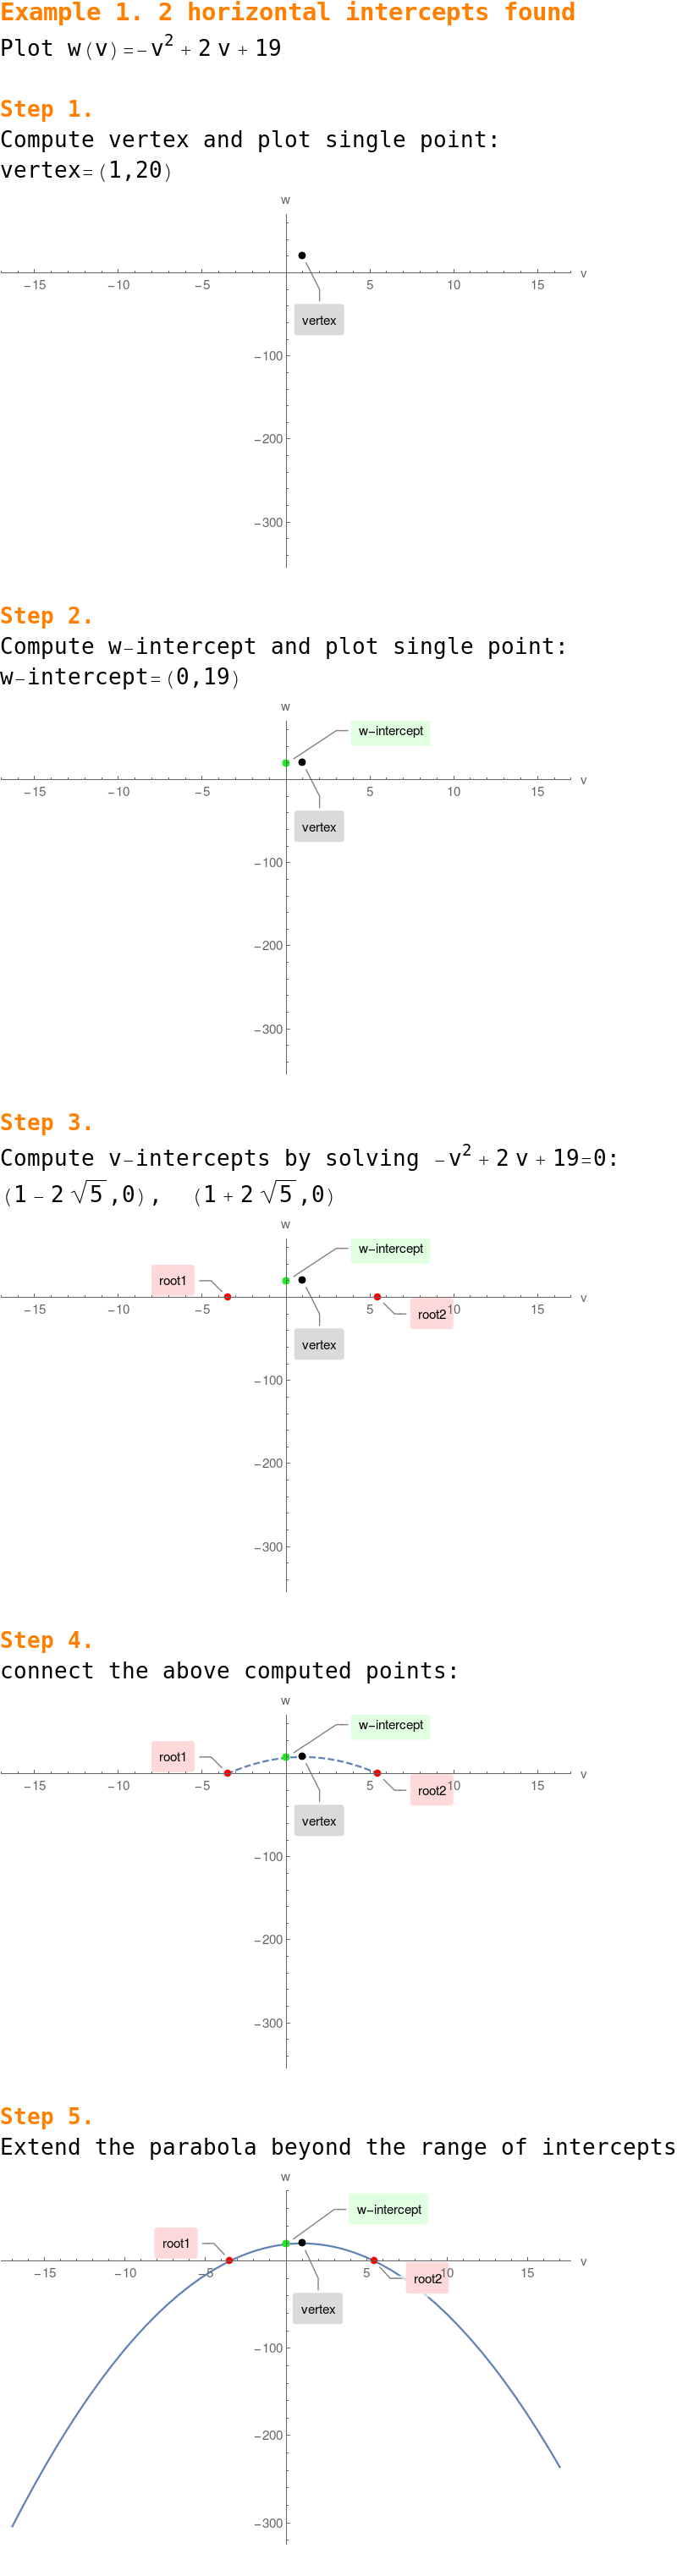 Example 1. 2 horizontal intercepts found
Plot w(v)=-v²+2 v+19
Step 1.
Compute vertex and plot single point:
vertex=(1,20)
w
v
-15 -10 -5 5 10 15
vertex
-100
-200
-300
Step 2.
Compute w-intercept and plot single point:
w-intercept=(0,19)
w
w-intercept
v
-15 -10 -5 5 10 15
vertex
-100
-200
-300
Step 3.
Compute v-intercepts by solving -v²+2 v+19=0:
(1-2√5,0), (1+2√5,0)
w
w-intercept
root1
v
-15 -10 -5 5 10 15
root2
vertex
-100
-200
-300
Step 4.
connect the above computed points:
w
w-intercept
root1
v
-15 -10 -5 5 10 15
root2
vertex
-100
-200
-300
Step 5.
Extend the parabola beyond the range of intercepts
w
w-intercept
root1
v
-15 -10 -5 5 10 15
root2
vertex
-100
-200
-300